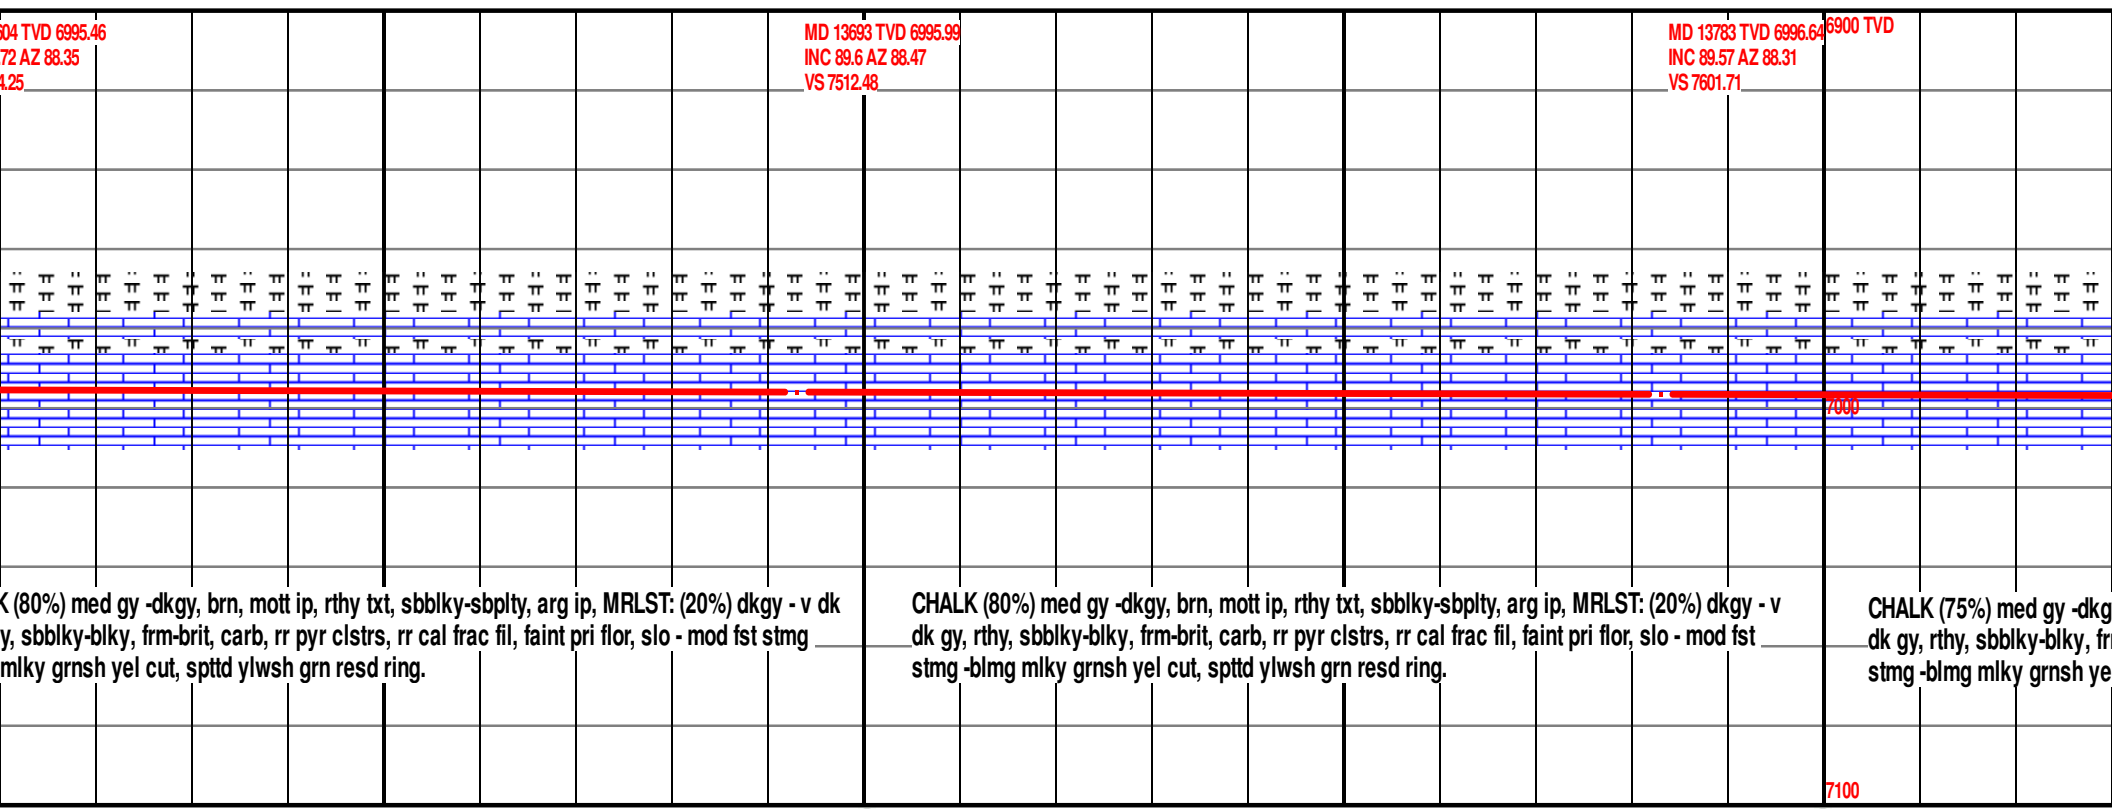 604 TVD 6995.46
.72 AZ 88.35
4.25
MD 13693 TVD 6995.99
INC 89.6 AZ 88.47
VS 7512.48
MD 13783 TVD 6996.64
INC 89.57 AZ 88.31
VS 7601.71
6900 TVD
7000
K (80%) med gy -dkgy, brn, mott ip, rthy txt, sbblky-sbplty, arg ip, MRLST: (20%) dkgy - v dk
y, sbblky-blky, frm-brit, carb, rr pyr clstrs, rr cal frac fil, faint pri flor, slo - mod fst stmg
mlky grnsh yel cut, spttd ylwsh grn resd ring.
CHALK (80%) med gy -dkgy, brn, mott ip, rthy txt, sbblky-sbplty, arg ip, MRLST: (20%) dkgy - v
dk gy, rthy, sbblky-blky, frm-brit, carb, rr pyr clstrs, rr cal frac fil, faint pri flor, slo - mod fst
stmg -blmg mlky grnsh yel cut, spttd ylwsh grn resd ring.
CHALK (75%) med gy -dkg
dk gy, rthy, sbblky-blky, fr
stmg -blmg mlky grnsh ye
7100